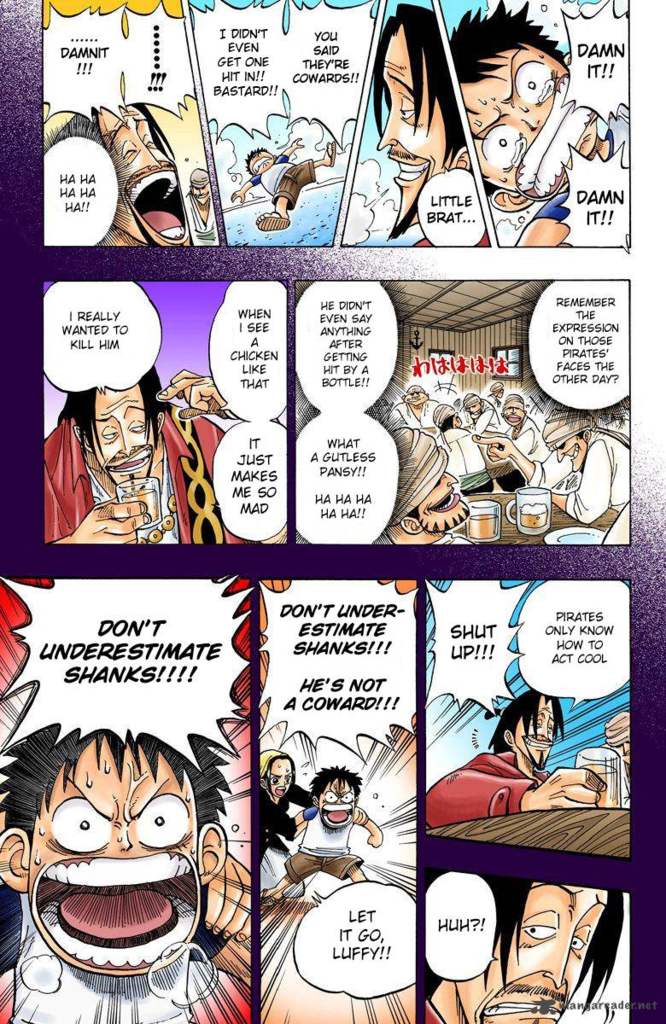 DAMN
IT!!
DAMN
IT!!
LITTLE
BRAT...
YOU
SAID
THEY'RE
COWARDS!!
I DIDN'T
EVEN
GET ONE
HIT IN!!
BASTARD!!
......!!!
......
DAMNIT
!!!
HA HA
HA HA
HA!!
REMEMBER
THE
EXPRESSION
ON THOSE
PIRATES'
FACES THE
OTHER DAY?
わはははは
HE DIDN'T
EVEN SAY
ANYTHING
AFTER
GETTING
HIT BY A
BOTTLE!!
WHAT
A
GUTLESS
PANSY!!
HA HA HA
HA HA!!
WHEN I
SEE A
CHICKEN
LIKE
THAT
IT
JUST
MAKES
ME SO
MAD
I REALLY
WANTED TO
KILL HIM
PIRATES
ONLY KNOW
HOW TO
ACT COOL
SHUT
UP!!!
HUH?!
DON'T UNDER-
ESTIMATE
SHANKS!!!
HE'S NOT
A COWARD!!!
LET
IT GO,
LUFFY!!
DON'T
UNDERESTIMATE
SHANKS!!!!
mangareader.net